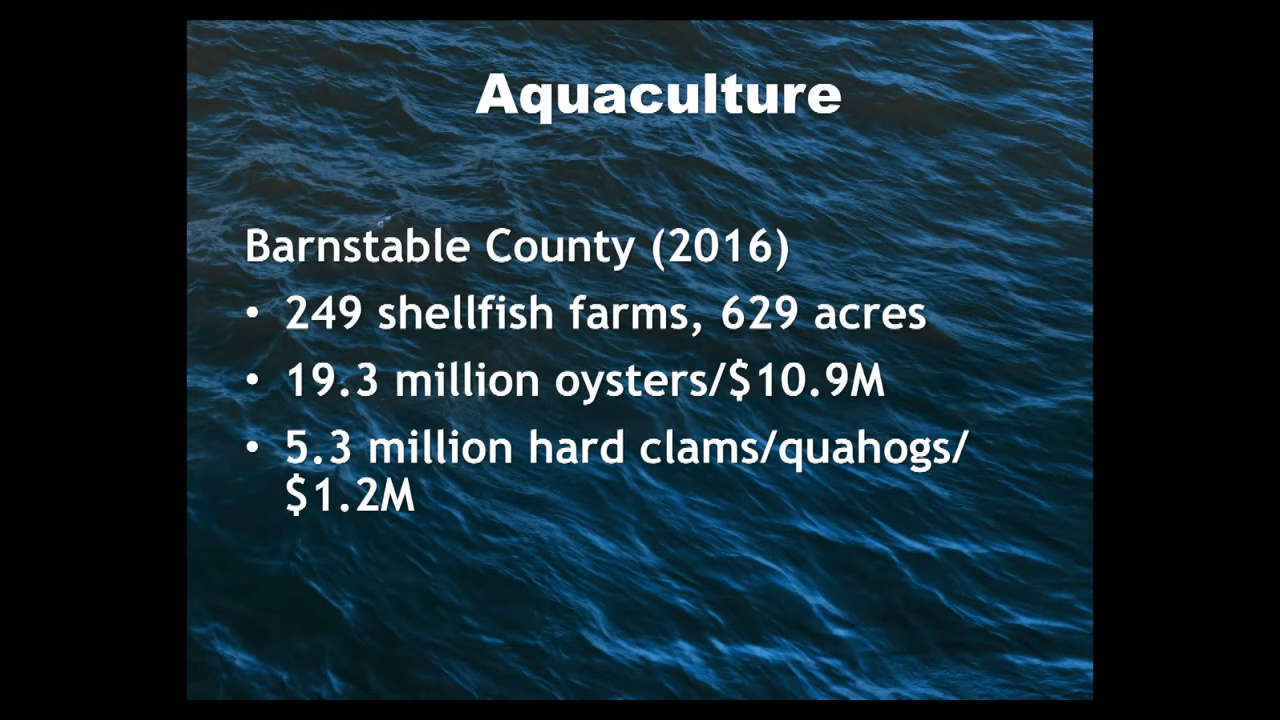 Aquaculture
Barnstable County (2016)
• 249 shellfish farms, 629 acres
• 19.3 million oysters/$10.9M
• 5.3 million hard clams/quahogs/
$1.2M